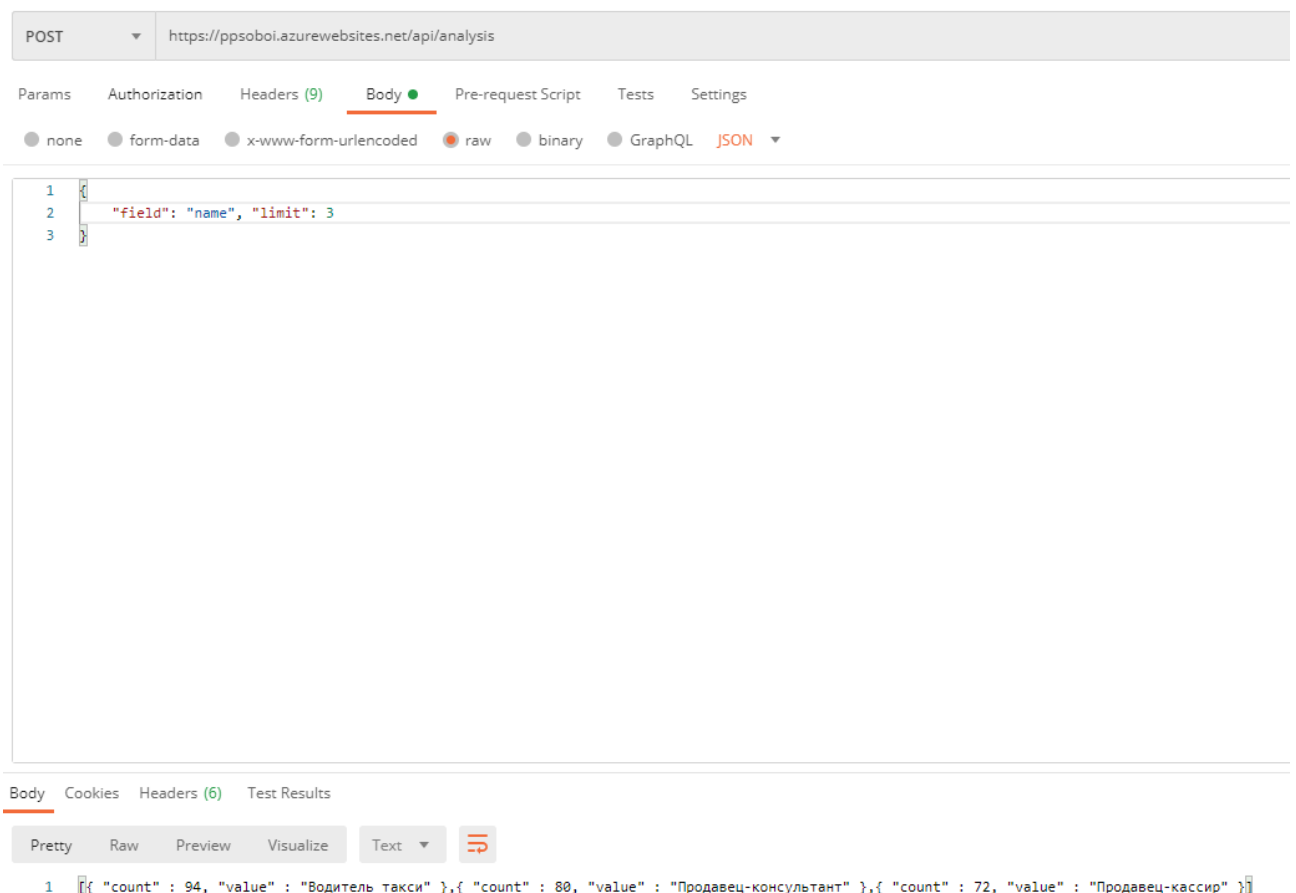 POST https://ppsoboi.azurewebsites.net/api/analysis
Params Authorization Headers (9) Body Pre-request Script Tests Settings
none form-data x-www-form-urlencoded raw binary GraphQL JSON
1 {
2 "field": "name", "limit": 3
3 }
Body Cookies Headers (6) Test Results
Pretty Raw Preview Visualize Text
1 [{ "count" : 94, "value" : "Водитель такси" },{ "count" : 80, "value" : "Продавец-консультант" },{ "count" : 72, "value" : "Продавец-кассир" }]